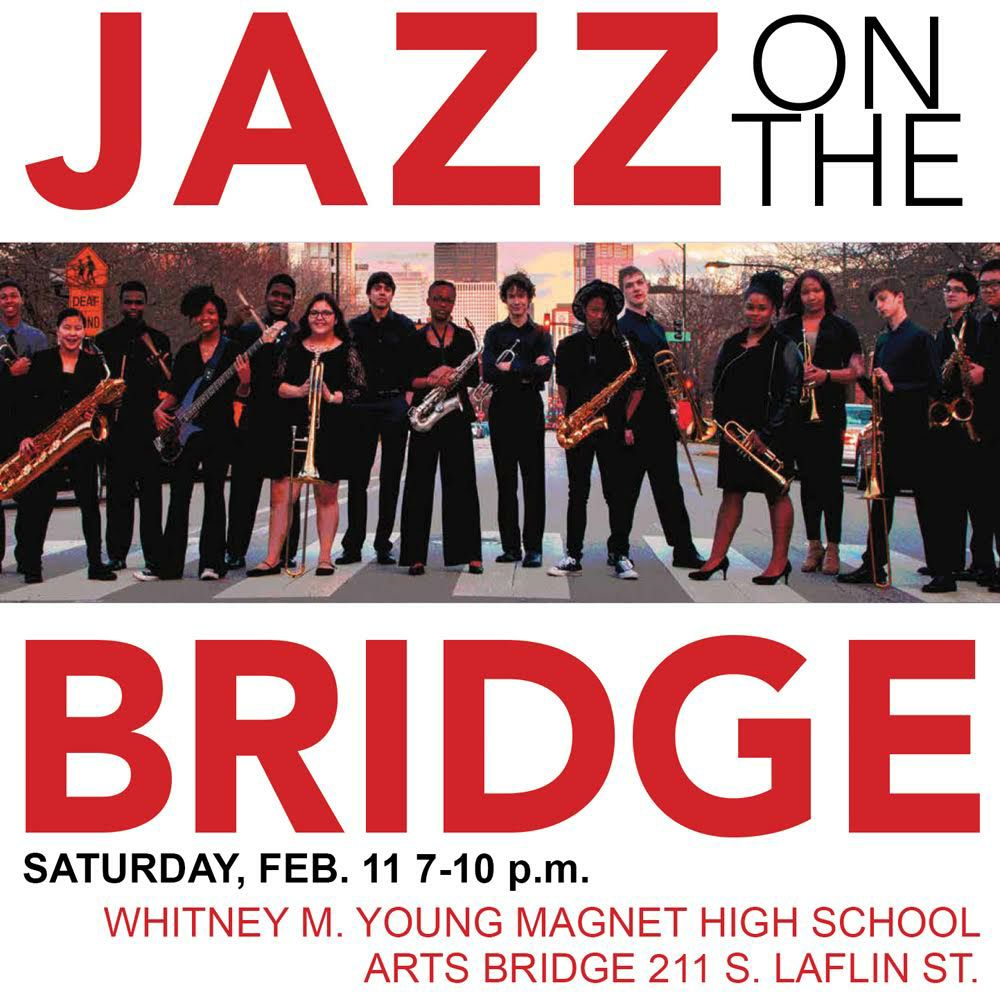 JAZZ ON THE
DEAF
BRIDGE
SATURDAY, FEB. 11 7-10 p.m.
WHITNEY M. YOUNG MAGNET HIGH SCHOOL
ARTS BRIDGE 211 S. LAFLIN ST.